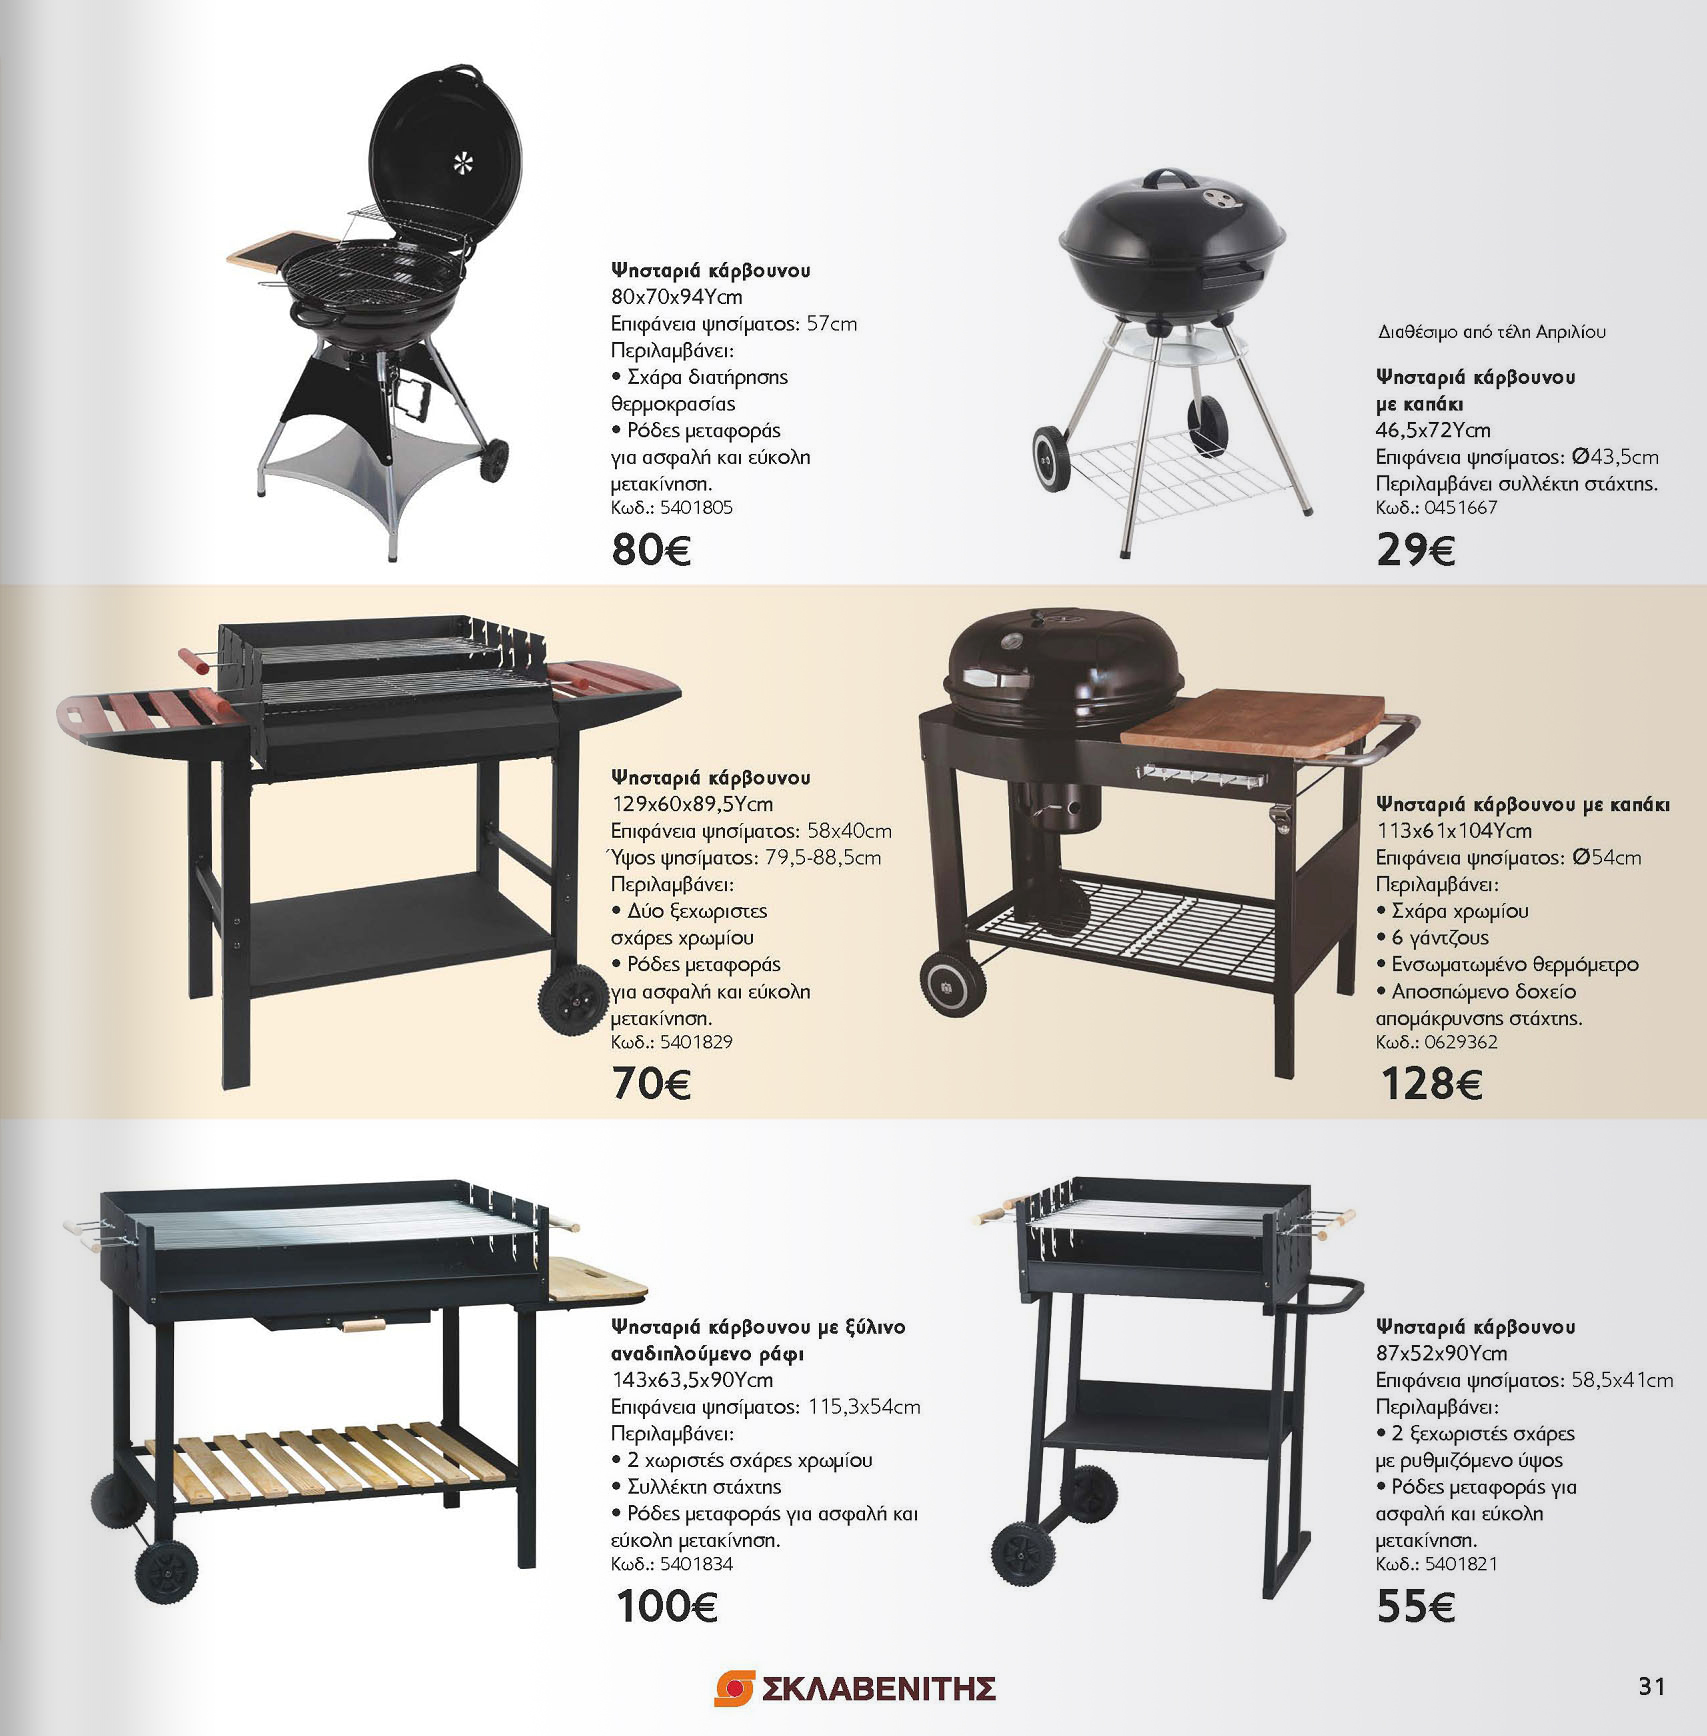 Ψησταριά κάρβουνου
80x70x94Υcm
Επιφάνεια ψησίματος: 57cm
Περιλαμβάνει:
• Σχάρα διατήρησης
θερμοκρασίας
• Ρόδες μεταφοράς
για ασφαλή και εύκολη
μετακίνηση.
Κωδ.: 5401805
80€
Διαθέσιμο από τέλη Απριλίου
Ψησταριά κάρβουνου
με καπάκι
46,5x72Υcm
Επιφάνεια ψησίματος: Ø43,5cm
Περιλαμβάνει συλλέκτη στάχτης.
Κωδ.: 0451667
29€
Ψησταριά κάρβουνου
129x60x89,5Υcm
Επιφάνεια ψησίματος: 58x40cm
Ύψος ψησίματος: 79,5-88,5cm
Περιλαμβάνει:
• Δύο ξεχωριστες
σχάρες χρωμίου
• Ρόδες μεταφοράς
για ασφαλή και εύκολη
μετακίνηση.
Κωδ.: 5401829
70€
Ψησταριά κάρβουνου με καπάκι
113x61x104Υcm
Επιφάνεια ψησίματος: Ø54cm
Περιλαμβάνει:
• Σχάρα χρωμίου
• 6 γάντζους
• Ενσωματωμένο θερμόμετρο
• Αποσπώμενο δοχείο
απομάκρυνσης στάχτης.
Κωδ.: 0629362
128€
Ψησταριά κάρβουνου με ξύλινο
αναδιπλούμενο ράφι
143x63,5x90Υcm
Επιφάνεια ψησίματος: 115,3x54cm
Περιλαμβάνει:
• 2 χωριστές σχάρες χρωμίου
• Συλλέκτη στάχτης
• Ρόδες μεταφοράς για ασφαλή και
εύκολη μετακίνηση.
Κωδ.: 5401834
100€
Ψησταριά κάρβουνου
87x52x90Υcm
Επιφάνεια ψησίματος: 58,5x41cm
Περιλαμβάνει:
• 2 ξεχωριστές σχάρες
με ρυθμιζόμενο ύψος
• Ρόδες μεταφοράς για
ασφαλή και εύκολη
μετακίνηση.
Κωδ.: 5401821
55€
ΣΚΛΑΒΕΝΙΤΗΣ
31